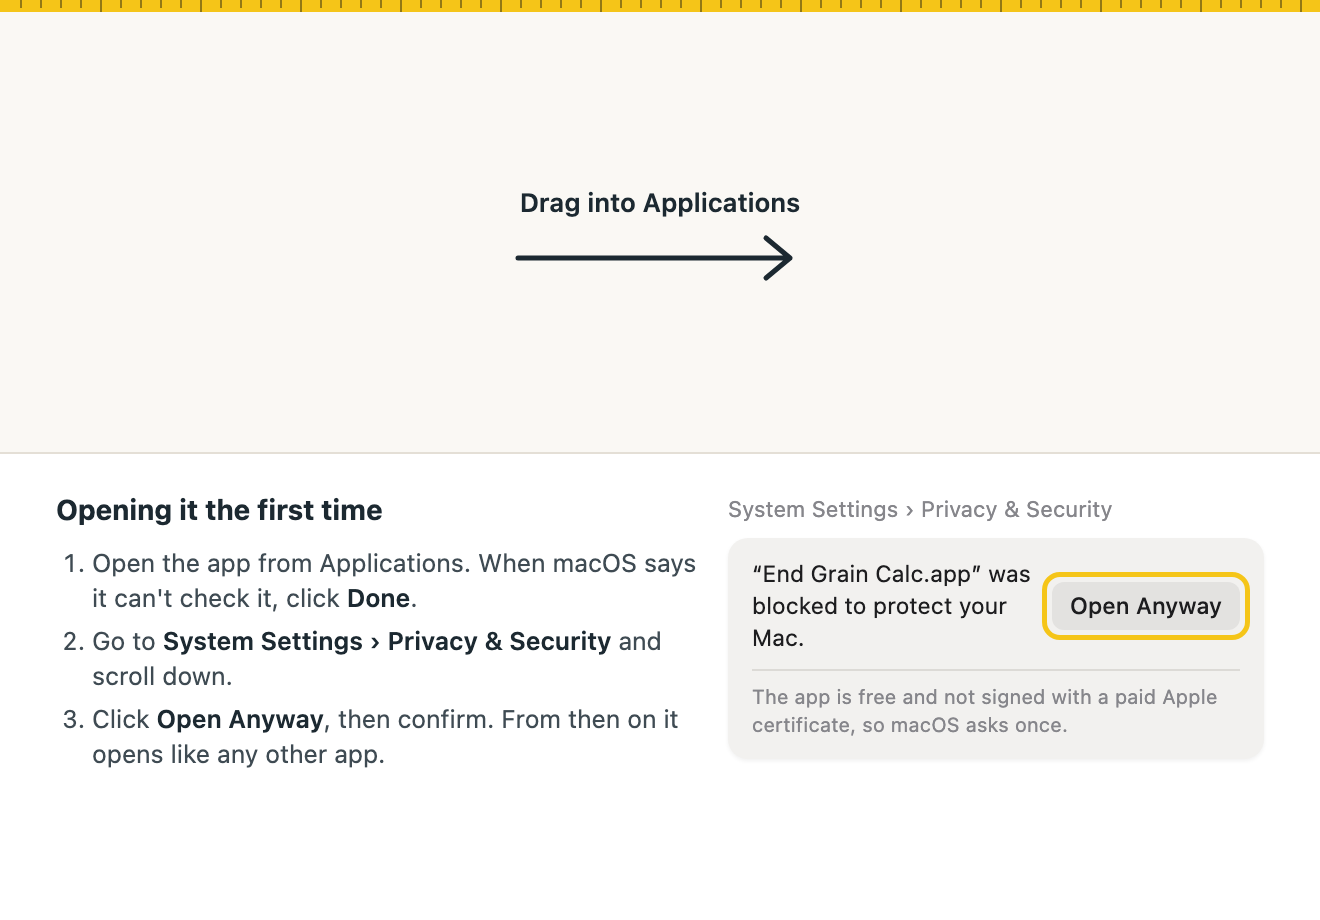 Drag into Applications
Opening it the first time
1. Open the app from Applications. When macOS says
it can't check it, click Done.
2. Go to System Settings › Privacy & Security and
scroll down.
3. Click Open Anyway, then confirm. From then on it
opens like any other app.
System Settings › Privacy & Security
“End Grain Calc.app” was
blocked to protect your
Mac.
Open Anyway
The app is free and not signed with a paid Apple
certificate, so macOS asks once.